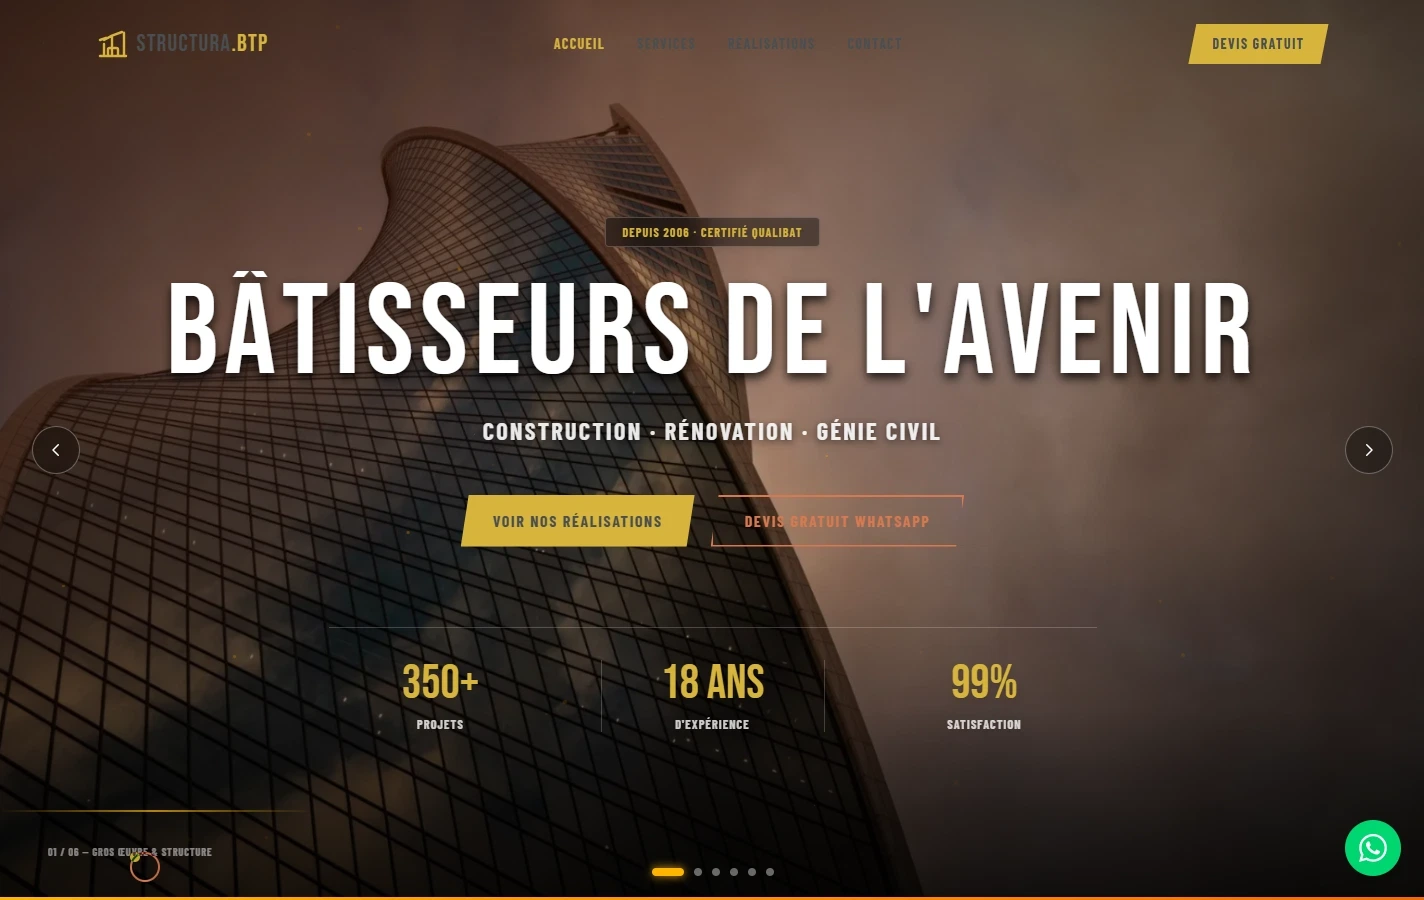 STRUCTURA.BTP
ACCUEIL SERVICES RÉALISATIONS CONTACT
DEVIS GRATUIT
DEPUIS 2006 · CERTIFIÉ QUALIBAT
BÂTISSEURS DE L'AVENIR
CONSTRUCTION · RÉNOVATION · GÉNIE CIVIL
VOIR NOS RÉALISATIONS
DEVIS GRATUIT WHATSAPP
350+ 18 ANS 99%
PROJETS D'EXPÉRIENCE SATISFACTION
01 / 06 — GROS ŒUVRE & STRUCTURE